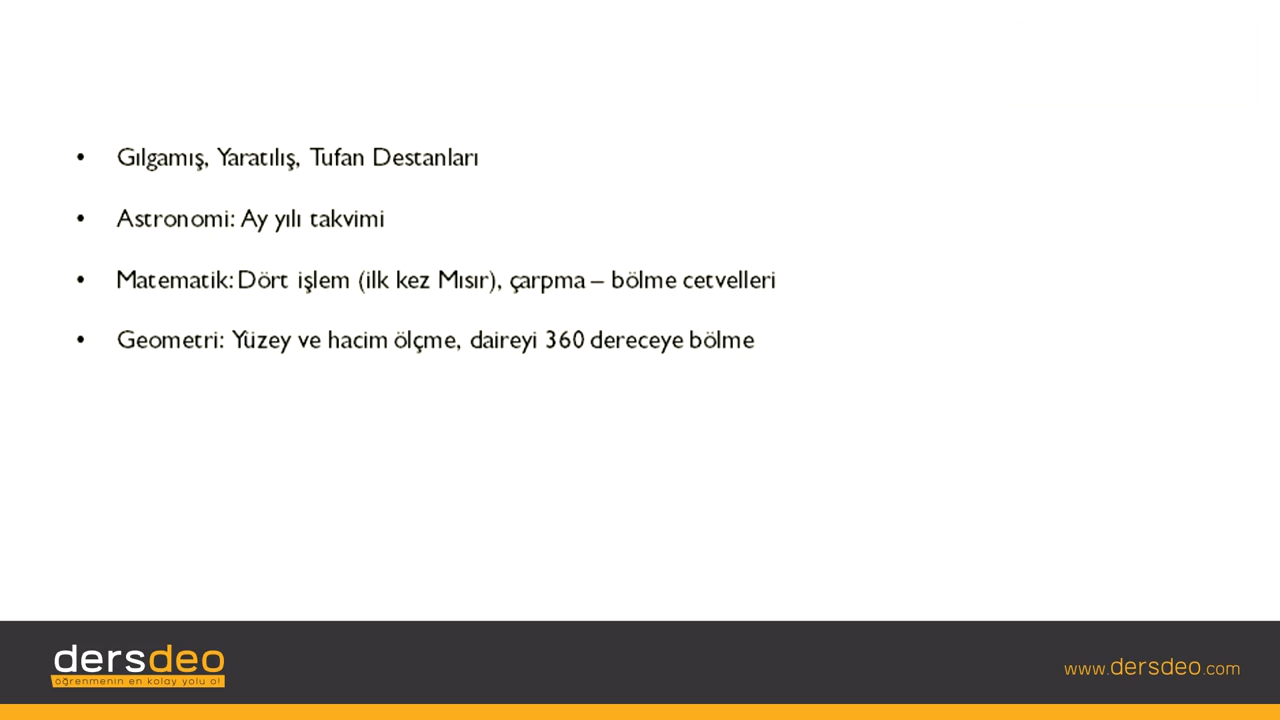 • Gılgamış, Yaratılış, Tufan Destanları
• Astronomi: Ay yılı takvimi
• Matematik: Dört işlem (ilk kez Mısır), çarpma – bölme cetvelleri
• Geometri: Yüzey ve hacim ölçme, daireyi 360 dereceye bölme
dersdeo
öğrenmenin en kolay yolu o!
www.dersdeo.com